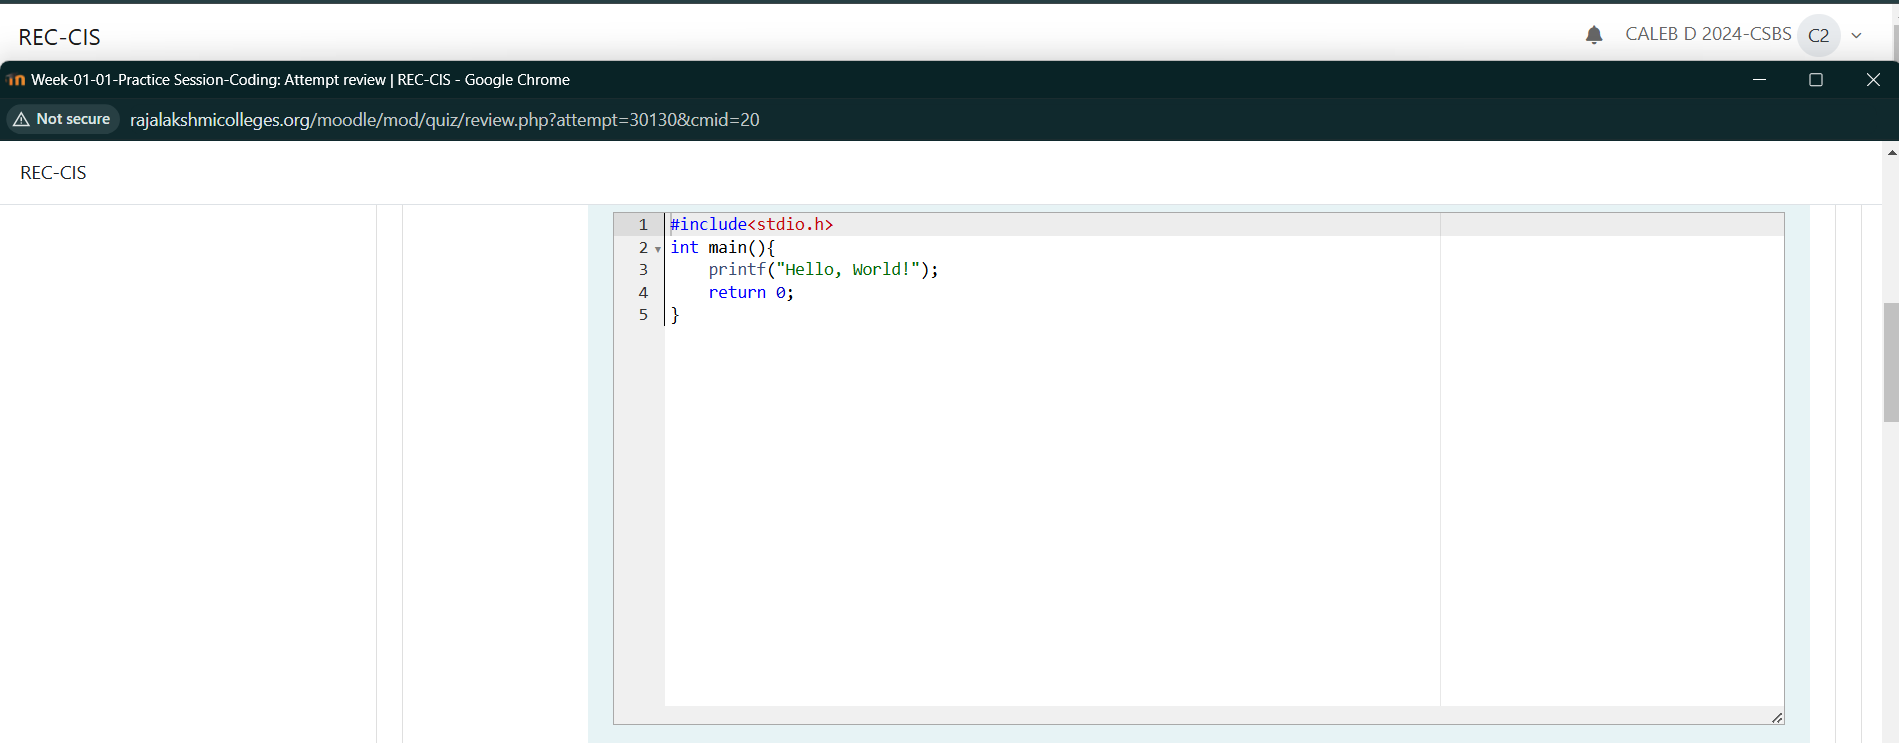 REC-CIS
CALEB D 2024-CSBS C2
Week-01-01-Practice Session-Coding: Attempt review | REC-CIS - Google Chrome
Not secure rajalakshmicolleges.org/moodle/mod/quiz/review.php?attempt=30130&cmid=20
REC-CIS
1 #include<stdio.h>
2 int main(){
3     printf("Hello, World!");
4     return 0;
5 }